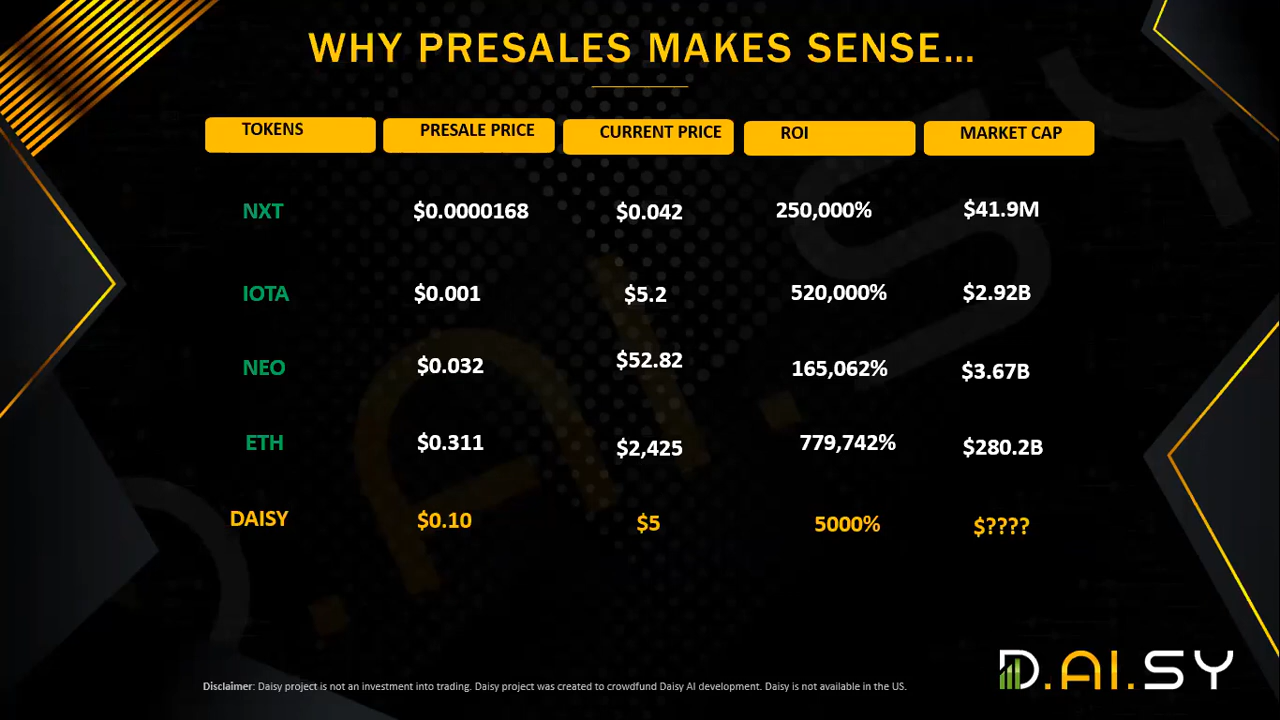 WHY PRESALES MAKES SENSE...
TOKENS PRESALE PRICE CURRENT PRICE ROI MARKET CAP
NXT $0.0000168 $0.042 250,000% $41.9M
IOTA $0.001 $5.2 520,000% $2.92B
NEO $0.032 $52.82 165,062% $3.67B
ETH $0.311 $2,425 779,742% $280.2B
DAISY $0.10 $5 5000% $????
D.AI.SY
Disclaimer: Daisy project is not an investment into trading. Daisy project was created to crowdfund Daisy AI development. Daisy is not available in the US.
D.AI.SY